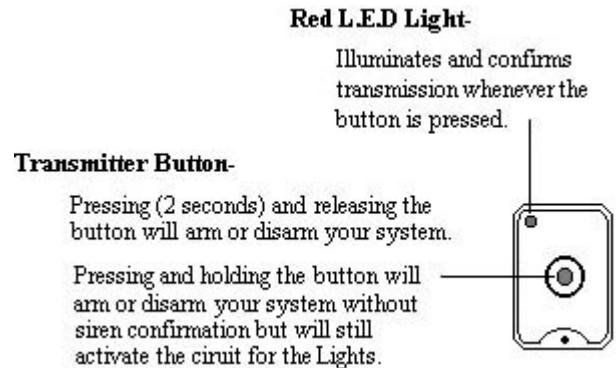 Red L.E.D Light-
Illuminates and confirms
transmission whenever the
button is pressed.
Transmitter Button-
Pressing (2 seconds) and releasing the
button will arm or disarm your system.
Pressing and holding the button will
arm or disarm your system without
siren confirmation but will still
activate the ciruit for the Lights.